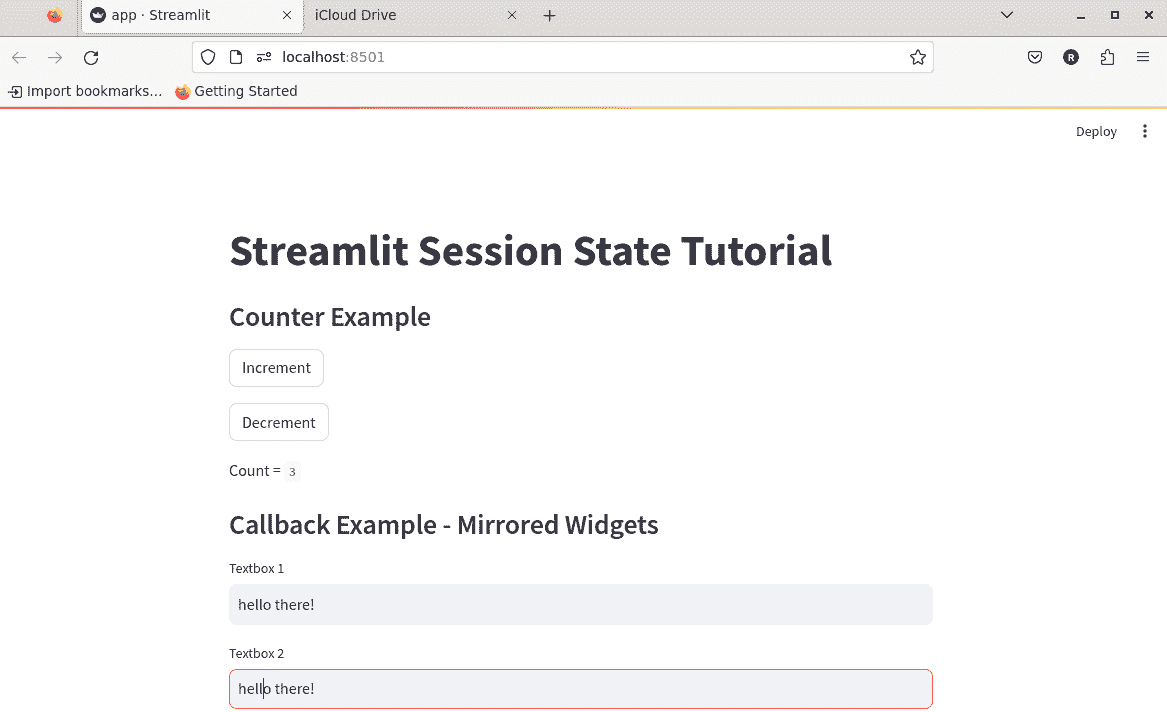 app · Streamlit
iCloud Drive
localhost:8501
R
Import bookmarks...
Getting Started
Deploy
Streamlit Session State Tutorial
Counter Example
Increment
Decrement
Count = 3
Callback Example - Mirrored Widgets
Textbox 1
hello there!
Textbox 2
hello there!